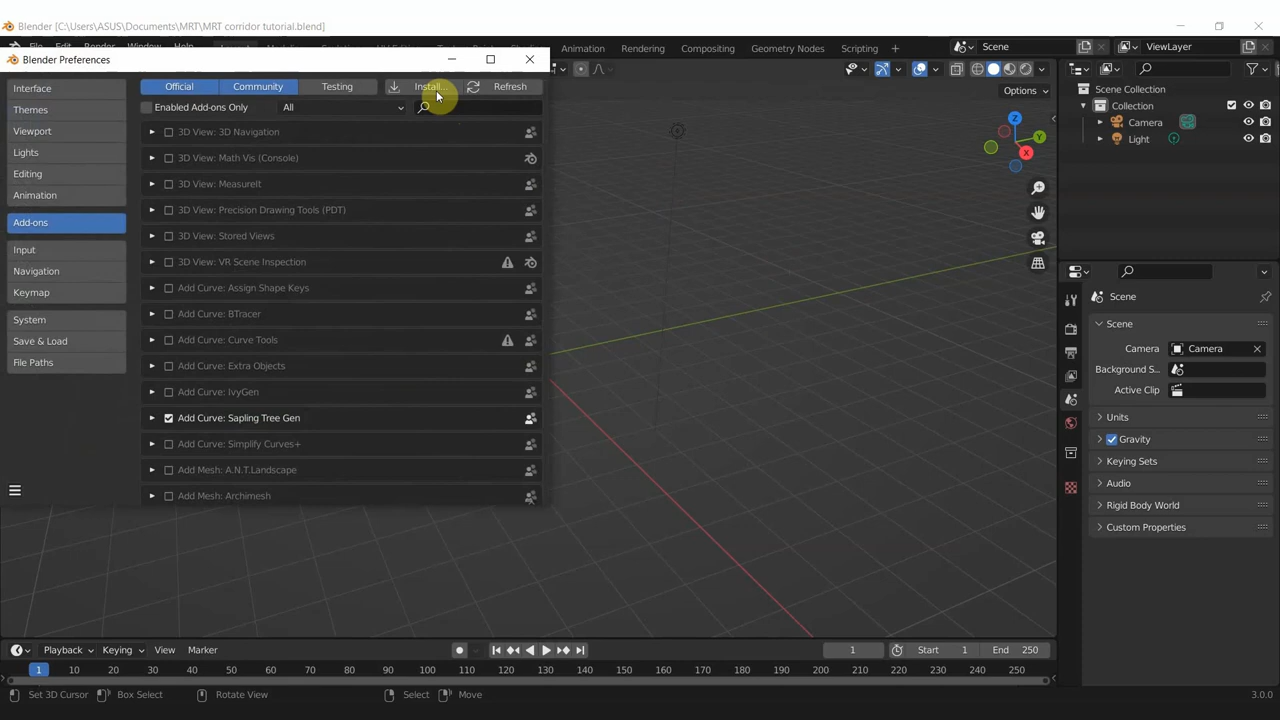 Blender [C:\Users\ASUS\Documents\MRT\MRT corridor tutorial.blend]
File Edit Render Window Help
Animation Rendering Compositing Geometry Nodes Scripting + Scene ViewLayer
Blender Preferences
Official Community Testing Install... Refresh
Enabled Add-ons Only All
Interface
Themes
Viewport
Lights
Editing
Animation
Add-ons
Input
Navigation
Keymap
System
Save & Load
File Paths
3D View: 3D Navigation
3D View: Math Vis (Console)
3D View: MeasureIt
3D View: Precision Drawing Tools (PDT)
3D View: Stored Views
3D View: VR Scene Inspection
Add Curve: Assign Shape Keys
Add Curve: BTracer
Add Curve: Curve Tools
Add Curve: Extra Objects
Add Curve: IvyGen
Add Curve: Sapling Tree Gen
Add Curve: Simplify Curves+
Add Mesh: A.N.T.Landscape
Add Mesh: Archimesh
Options
Z
Y
X
Scene Collection
Collection
Camera
Light
Scene
Scene
Camera Camera
Background S...
Active Clip
Units
Gravity
Keying Sets
Audio
Rigid Body World
Custom Properties
Playback Keying View Marker 1 Start 1 End 250
1 10 20 30 40 50 60 70 80 90 100 110 120 130 140 150 160 170 180 190 200 210 220 230 240 250
Set 3D Cursor Box Select Rotate View Select Move 3.0.0